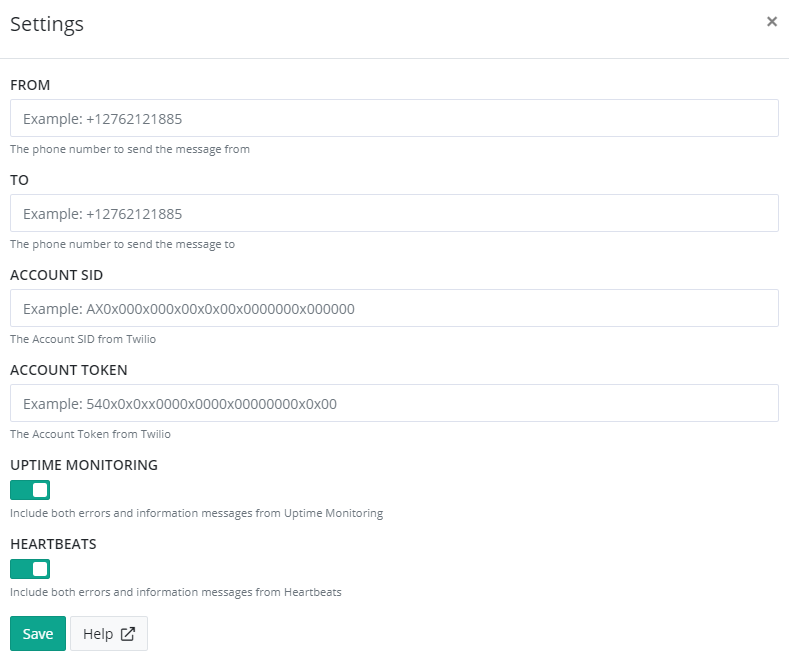 Settings
×
FROM
Example: +12762121885
The phone number to send the message from
TO
Example: +12762121885
The phone number to send the message to
ACCOUNT SID
Example: AX0x000x000x00x0x00x0000000x000000
The Account SID from Twilio
ACCOUNT TOKEN
Example: 540x0x0xx0000x0000x00000000x0x00
The Account Token from Twilio
UPTIME MONITORING
Include both errors and information messages from Uptime Monitoring
HEARTBEATS
Include both errors and information messages from Heartbeats
Save Help